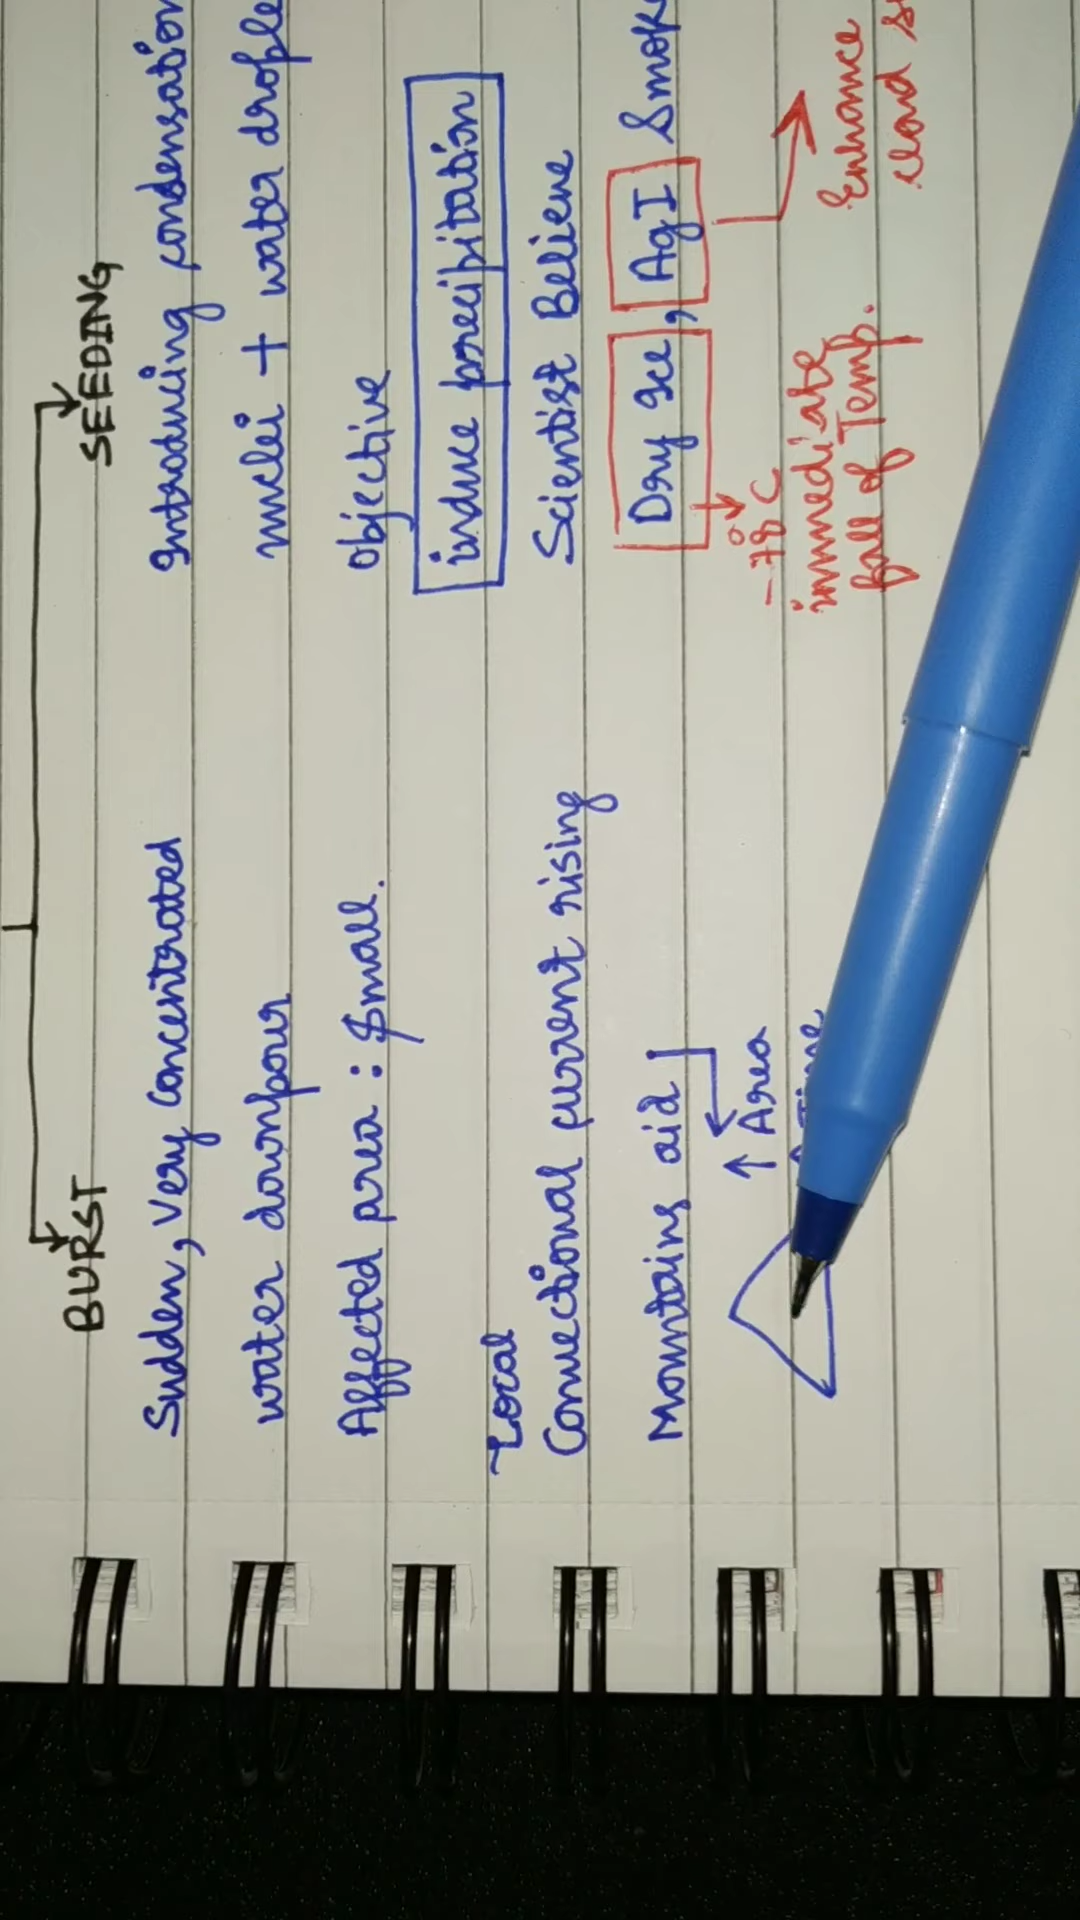 BURST
SEEDING
Sudden, Very concentrated
water downpour
Affected area : Small.
Local
Convectional current rising
Mountains aid
↑ Area
Introducing condensation
nuclei + water
Objective
induce precipitation
Scientist Believe
Dry Ice, AgI Smoke
-78°C
immediate
fall of Temp.
Enhance
cloud